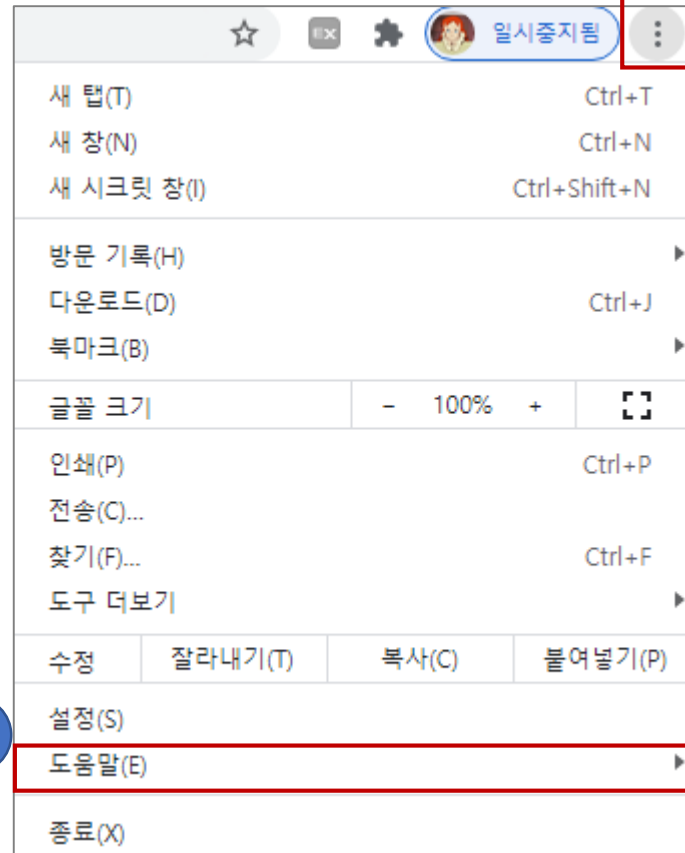 EX 일시중지됨
새 탭(T) Ctrl+T
새 창(N) Ctrl+N
새 시크릿 창(I) Ctrl+Shift+N
방문 기록(H)
다운로드(D) Ctrl+J
북마크(B)
글꼴 크기 - 100% +
인쇄(P) Ctrl+P
전송(C)...
찾기(F)... Ctrl+F
도구 더보기
수정 잘라내기(T) 복사(C) 붙여넣기(P)
설정(S)
도움말(E)
종료(X)